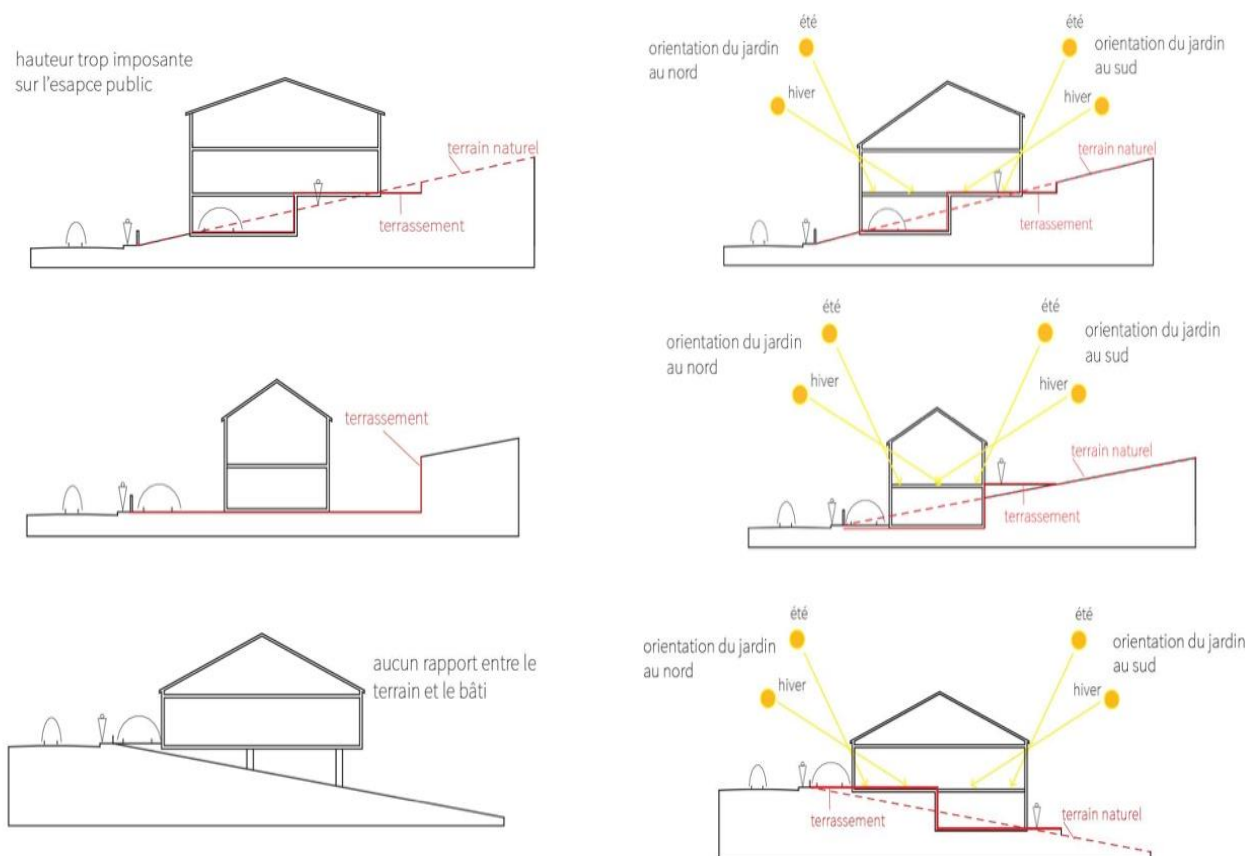 hauteur trop imposante
sur l'esapce public
terrain naturel
terrassement
été
été
orientation du jardin
au nord
orientation du jardin
au sud
hiver
hiver
terrain naturel
terrassement
terrassement
été
été
orientation du jardin
au nord
orientation du jardin
au sud
hiver
hiver
terrain naturel
terrassement
aucun rapport entre le
terrain et le bâti
été
été
orientation du jardin
au nord
orientation du jardin
au sud
hiver
hiver
terrassement
terrain naturel